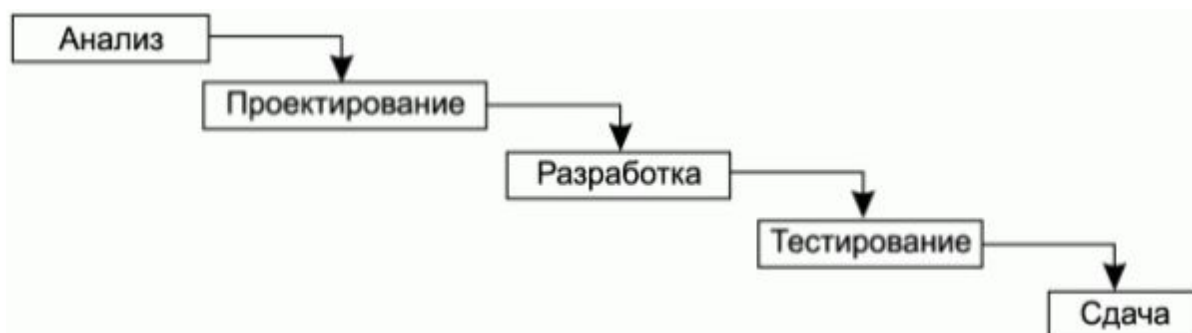 Анализ
Проектирование
Разработка
Тестирование
Сдача